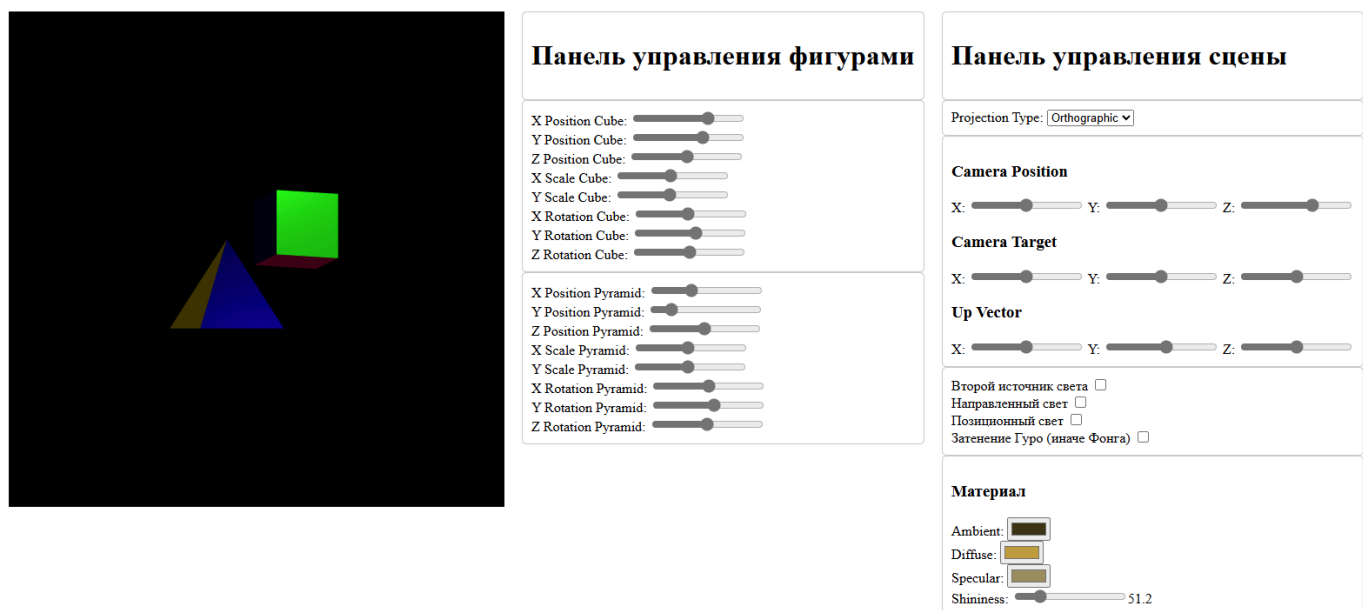 Панель управления фигурами
X Position Cube:
Y Position Cube:
Z Position Cube:
X Scale Cube:
Y Scale Cube:
X Rotation Cube:
Y Rotation Cube:
Z Rotation Cube:
X Position Pyramid:
Y Position Pyramid:
Z Position Pyramid:
X Scale Pyramid:
Y Scale Pyramid:
X Rotation Pyramid:
Y Rotation Pyramid:
Z Rotation Pyramid:
Панель управления сцены
Projection Type: Orthographic
Camera Position
X: Y: Z:
Camera Target
X: Y: Z:
Up Vector
X: Y: Z:
Второй источник света
Направленный свет
Позиционный свет
Затенение Гуро (иначе Фонга)
Материал
Ambient:
Diffuse:
Specular:
Shininess: 51.2